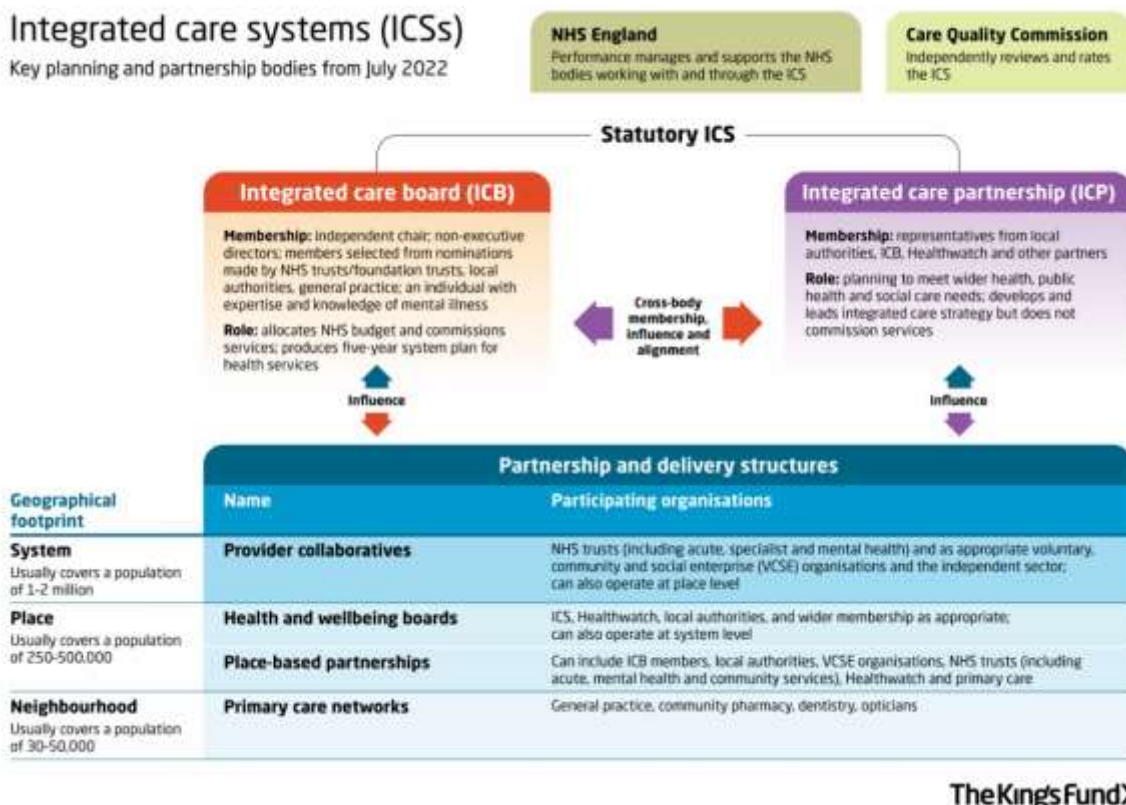 Integrated care systems (ICSs)
Key planning and partnership bodies from July 2022
NHS England
Performance manages and supports the NHS
bodies working with and through the ICS
Care Quality Commission
Independently reviews and rates
the ICS
Statutory ICS
Integrated care board (ICB)
Membership: independent chair; non-executive
directors; members selected from nominations
made by NHS trusts/foundation trusts, local
authorities, general practice; an individual with
expertise and knowledge of mental illness
Role: allocates NHS budget and commissions
services; produces five-year system plan for
health services
Cross-body
membership,
influence and
alignment
Integrated care partnership (ICP)
Membership: representatives from local
authorities, ICB, Healthwatch and other partners
Role: planning to meet wider health, public
health and social care needs; develops and
leads integrated care strategy but does not
commission services
Influence
Influence
Partnership and delivery structures
Geographical
footprint
Name
Participating organisations
System
Usually covers a population
of 1-2 million
Provider collaboratives
NHS trusts (including acute, specialist and mental health) and as appropriate voluntary,
community and social enterprise (VCSE) organisations and the independent sector;
can also operate at place level
Place
Usually covers a population
of 250-500,000
Health and wellbeing boards
ICS, Healthwatch, local authorities, and wider membership as appropriate;
can also operate at system level
Place-based partnerships
Can include ICB members, local authorities, VCSE organisations, NHS trusts (including
acute, mental health and community services), Healthwatch and primary care
Neighbourhood
Usually covers a population
of 30-50,000
Primary care networks
General practice, community pharmacy, dentistry, opticians
TheKingsFund